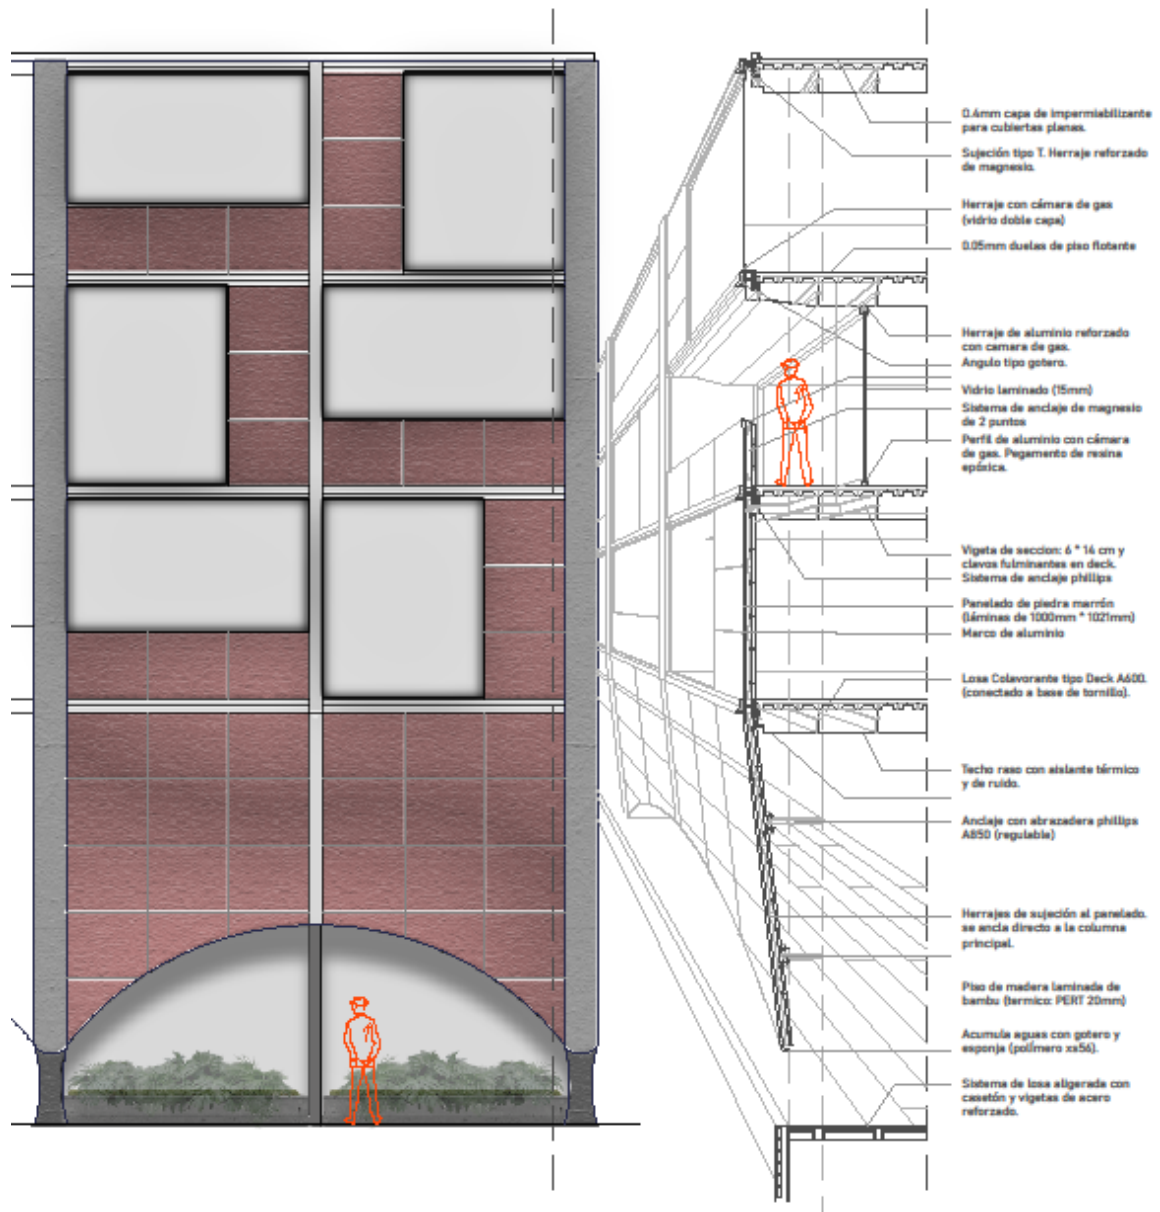 0.4mm capa de impermiabilizante
para cubiertas planas.
Sujeción tipo T. Herraje reforzado
de magnesio.
Herraje con cámara de gas
(vidrio doble capa)
0.05mm duelas de piso flotante
Herraje de aluminio reforzado
con camara de gas.
Angulo tipo gotero.
Vidrio laminado (15mm)
Sistema de anclaje de magnesio
de 2 puntos
Perfil de aluminio con cámara
de gas. Pegamento de resina
epóxica.
Vigeta de seccion: 6 * 14 cm y
clavos fulminantes en deck.
Sistema de anclaje phillips
Panelado de piedra marrón
(láminas de 1000mm * 1021mm)
Marco de aluminio
Losa Colavorante tipo Deck A600.
(conectado a base de tornillo).
Techo raso con aislante térmico
y de ruido.
Anclaje con abrazadera phillips
A850 (regulable)
Herrajes de sujeción al panelado.
se ancla directo a la columna
principal.
Piso de madera laminada de
bambu (termico: PERT 20mm)
Acumula aguas con gotero y
esponja (polímero xs56).
Sistema de losa aligerada con
casetón y vigetas de acero
reforzado.